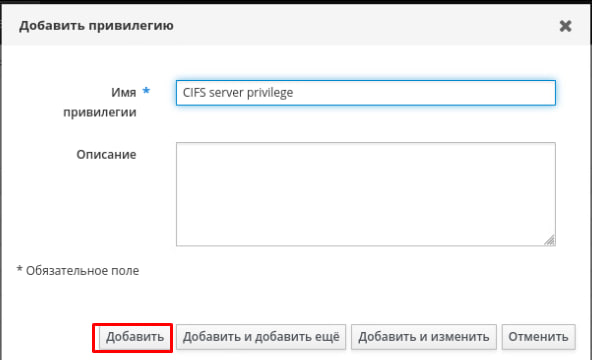 Добавить привилегию
Имя *
привилегии
CIFS server privilege
Описание
* Обязательное поле
Добавить Добавить и добавить ещё Добавить и изменить Отменить